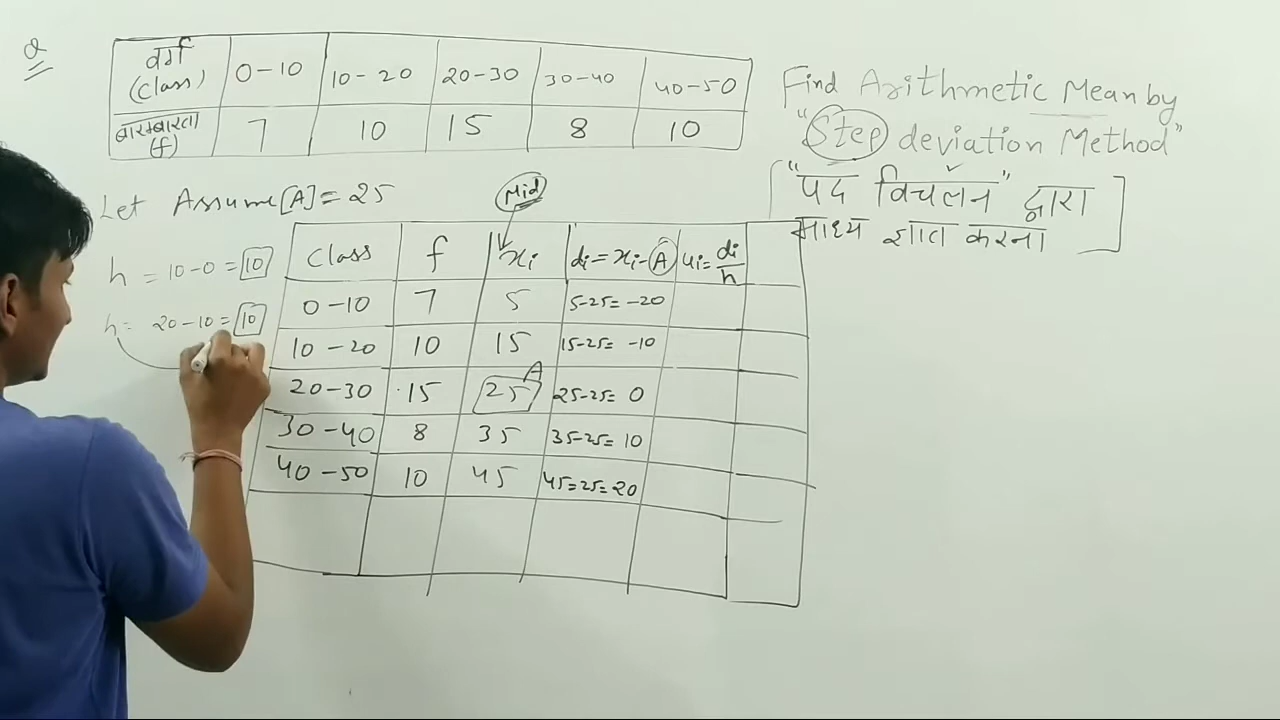 Q
वर्ग (class) 0-10 10-20 20-30 30-40 40-50
बारम्बारता (f) 7 10 15 8 10
Find Arithmetic Mean by
"Step deviation Method"
"पद विचलन" द्वारा
माध्य ज्ञात करना
Let Assume[A]=25
Mid
h = 10-0 = 10
h = 20-10 = 10
class f xi di=xi-A ui=di/h
0-10 7 5 5-25= -20
10-20 10 15 15-25= -10
A
20-30 15 25 25-25= 0
30-40 8 35 35-25= 10
40-50 10 45 45=25= 20